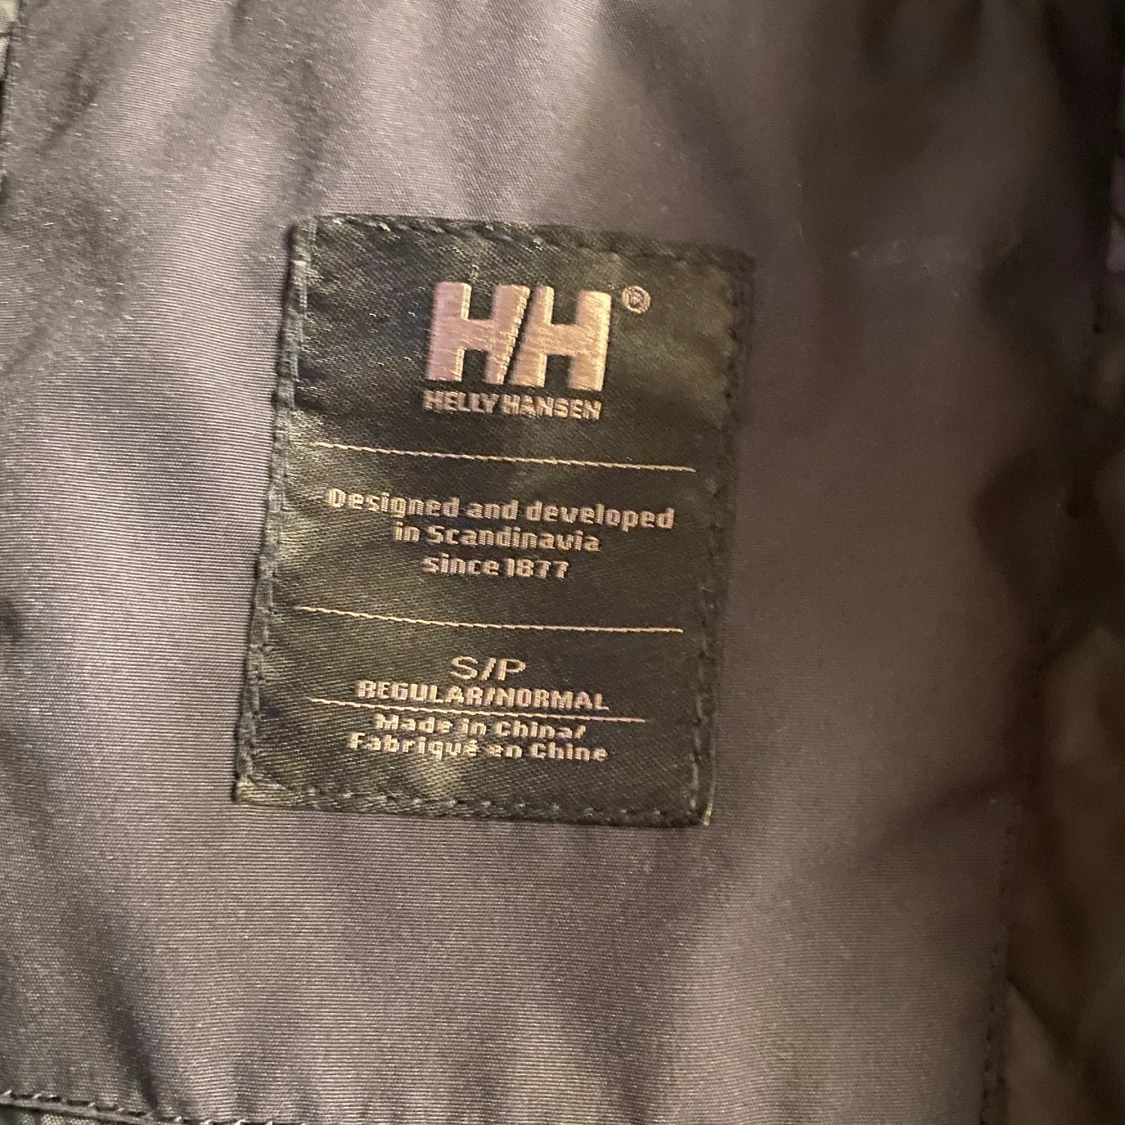 HH®
HELLY HANSEN
Designed and developed
in Scandinavia
since 1877
S/P
REGULAR/NORMAL
Made in China/
Fabriqué en Chine